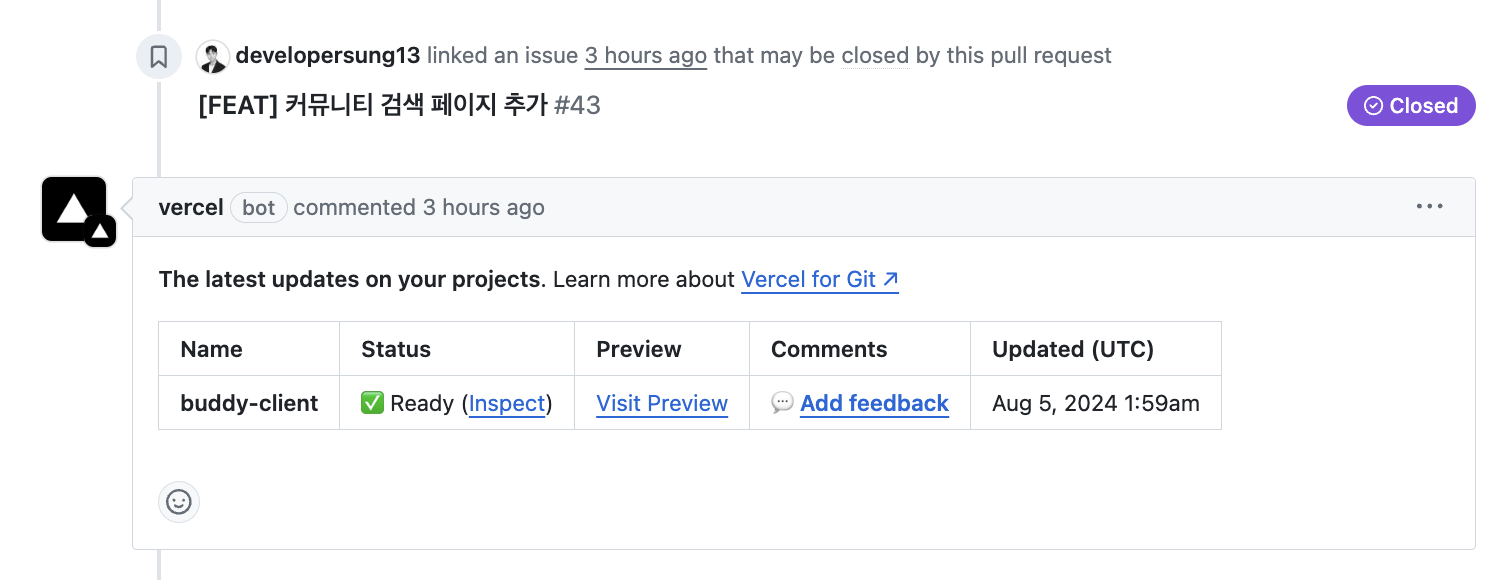 developersung13 linked an issue 3 hours ago that may be closed by this pull request
[FEAT] 커뮤니티 검색 페이지 추가 #43
Closed
vercel bot commented 3 hours ago
The latest updates on your projects. Learn more about Vercel for Git ↗
Name Status Preview Comments Updated (UTC)
buddy-client ✅ Ready (Inspect) Visit Preview 💬 Add feedback Aug 5, 2024 1:59am